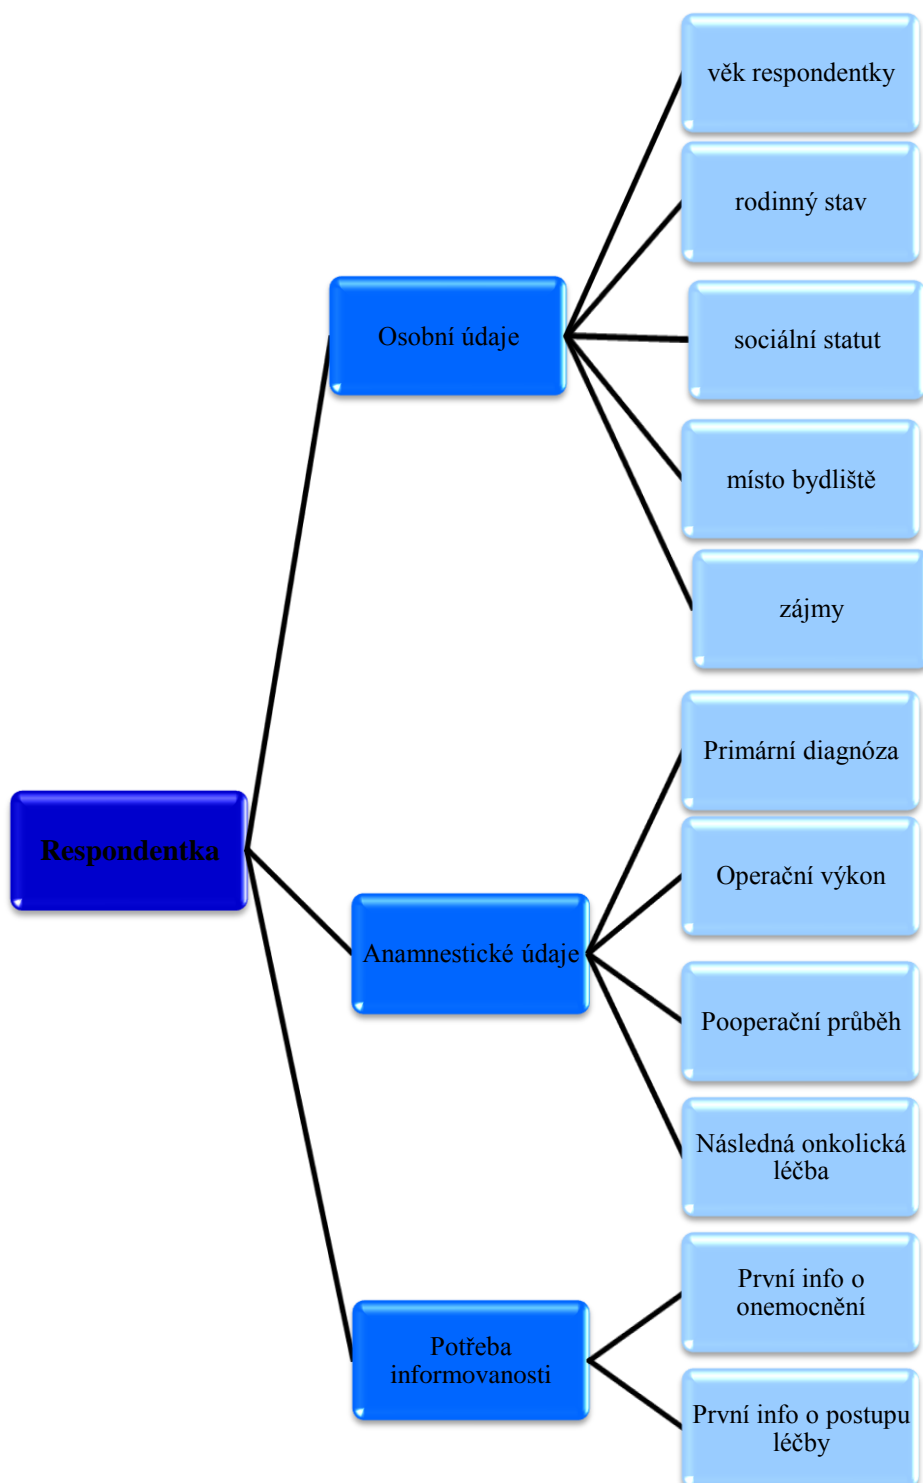 věk respondentky
rodinný stav
Osobní údaje
sociální statut
místo bydliště
zájmy
Respondentka
Primární diagnóza
Operační výkon
Anamnestické údaje
Pooperační průběh
Následná onkolická
léčba
Potřeba
informovanosti
První info o
onemocnění
První info o postupu
léčby